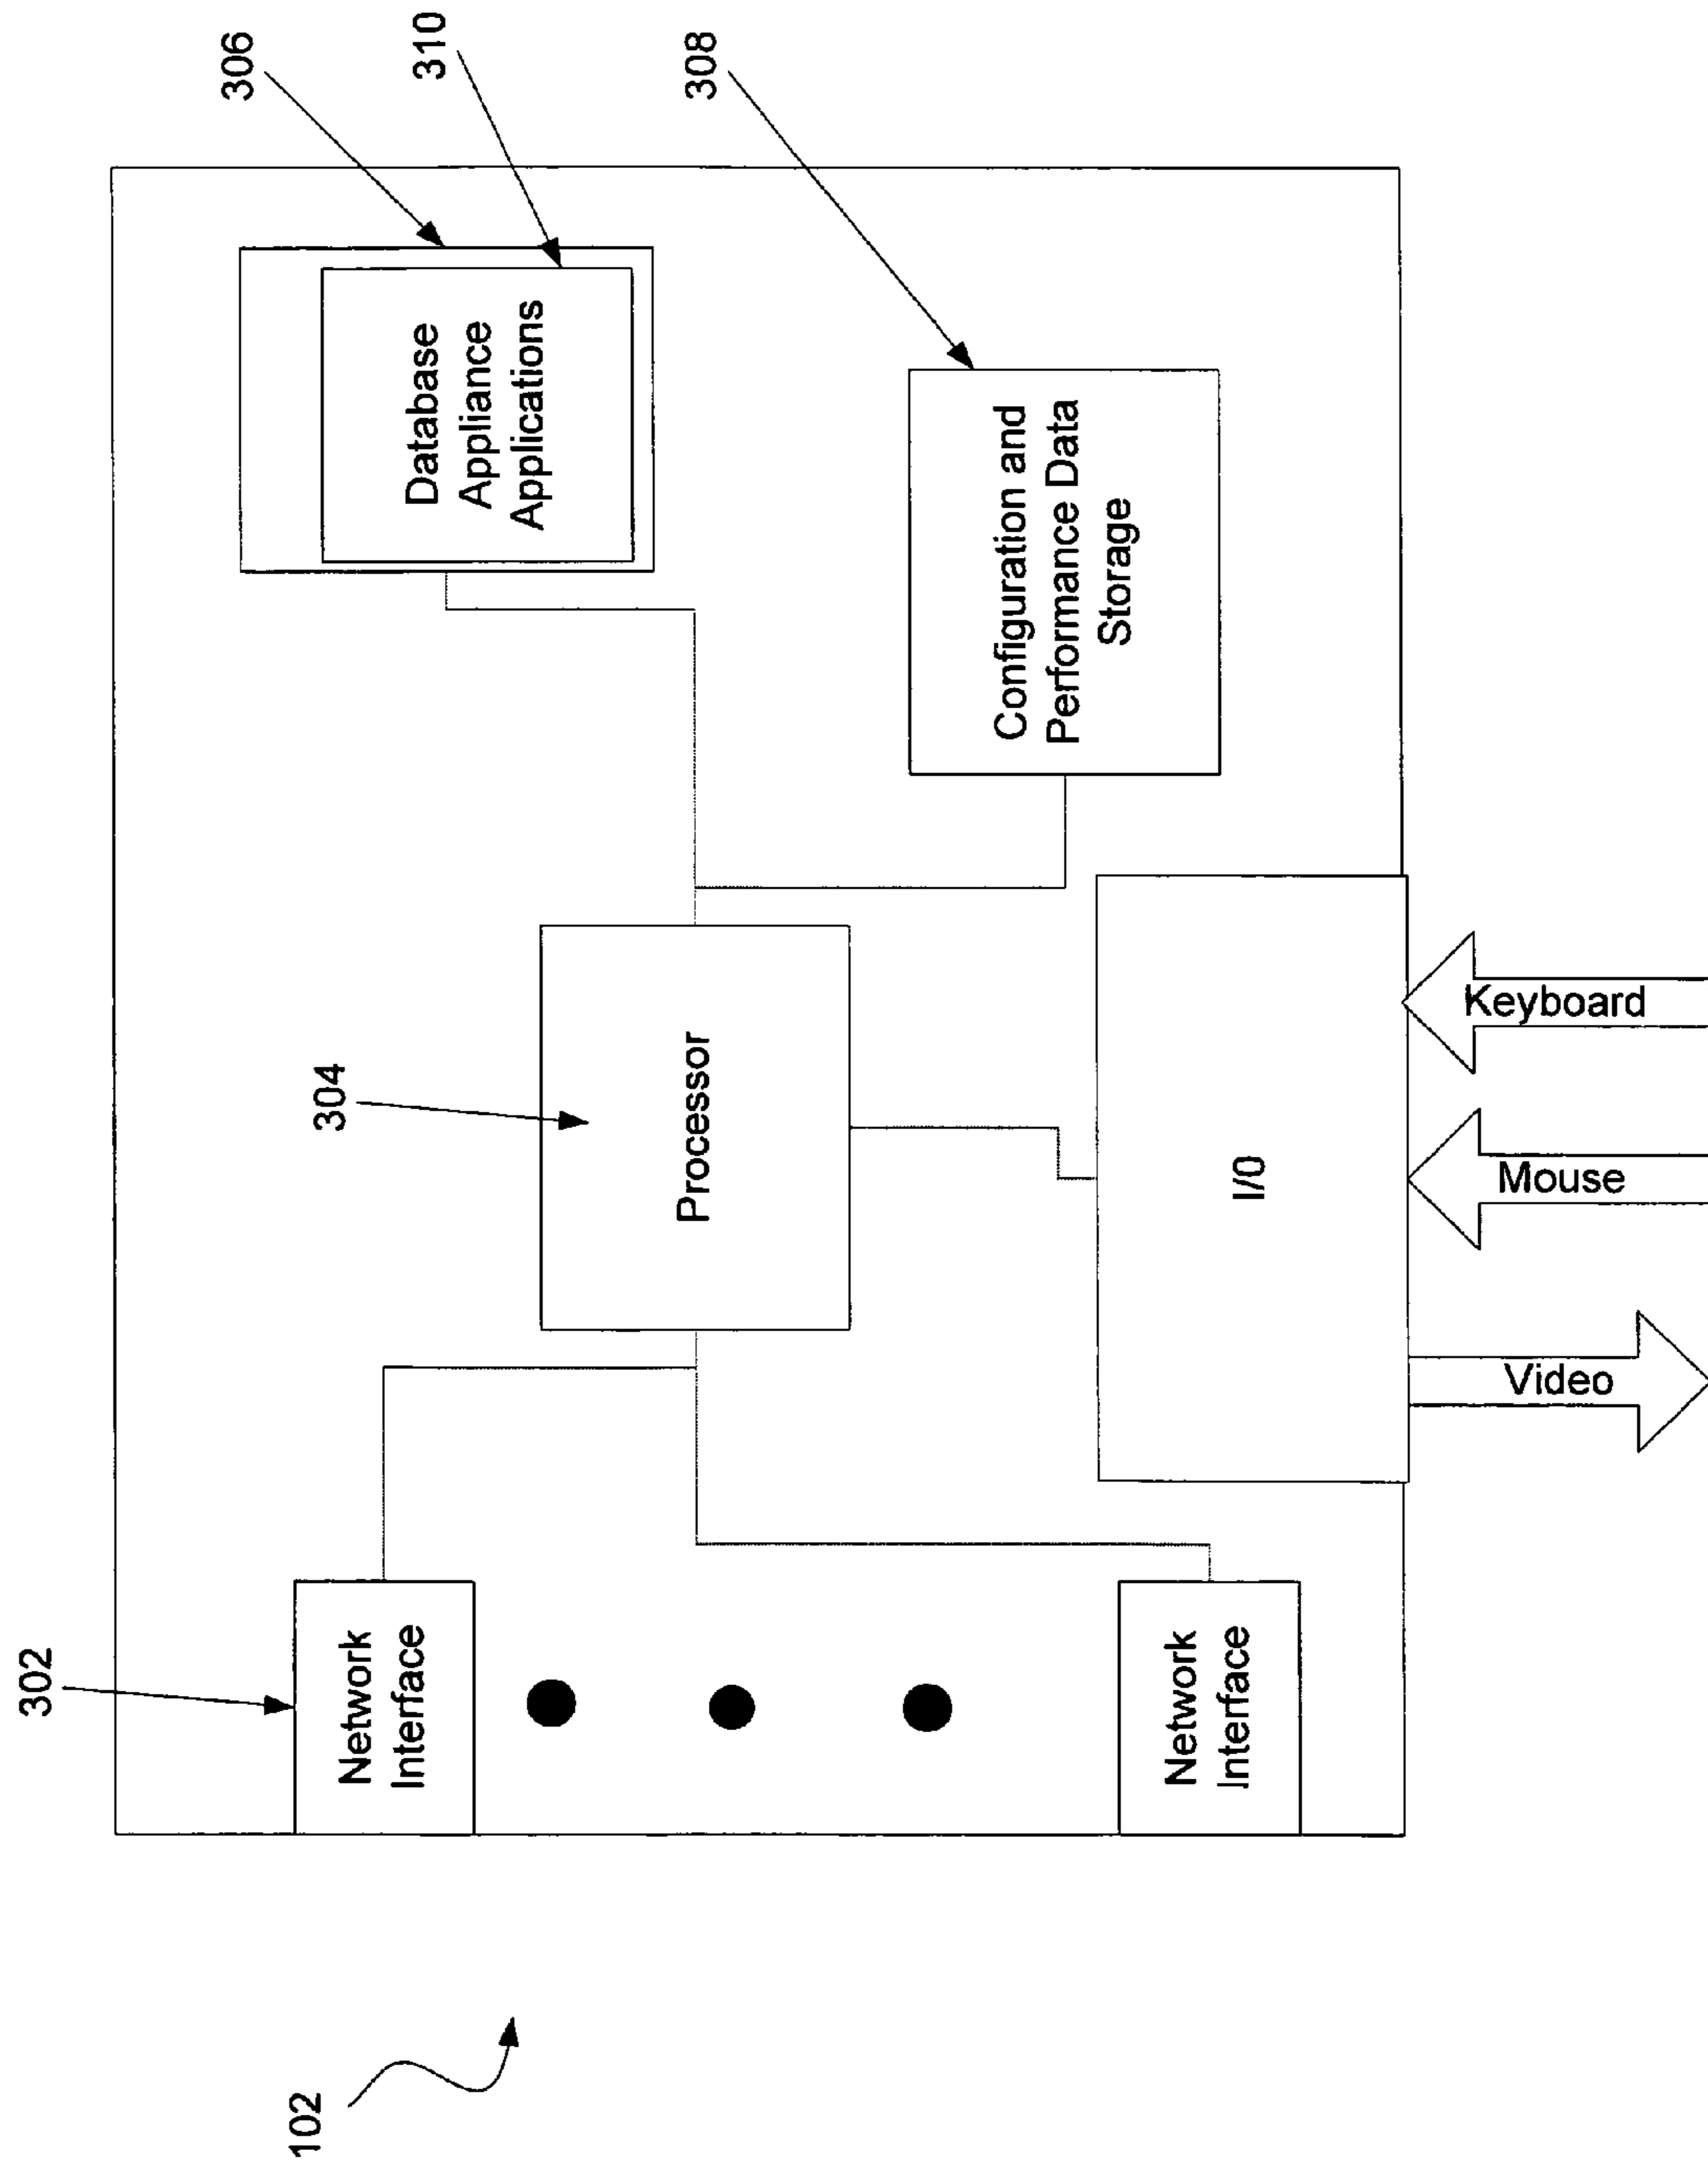 302
306
102
304
310
Network
Interface
Database
Appliance
Applications
Processor
308
Configuration and
Performance Data
Storage
Network
Interface
I/0
Video
Mouse
Keyboard